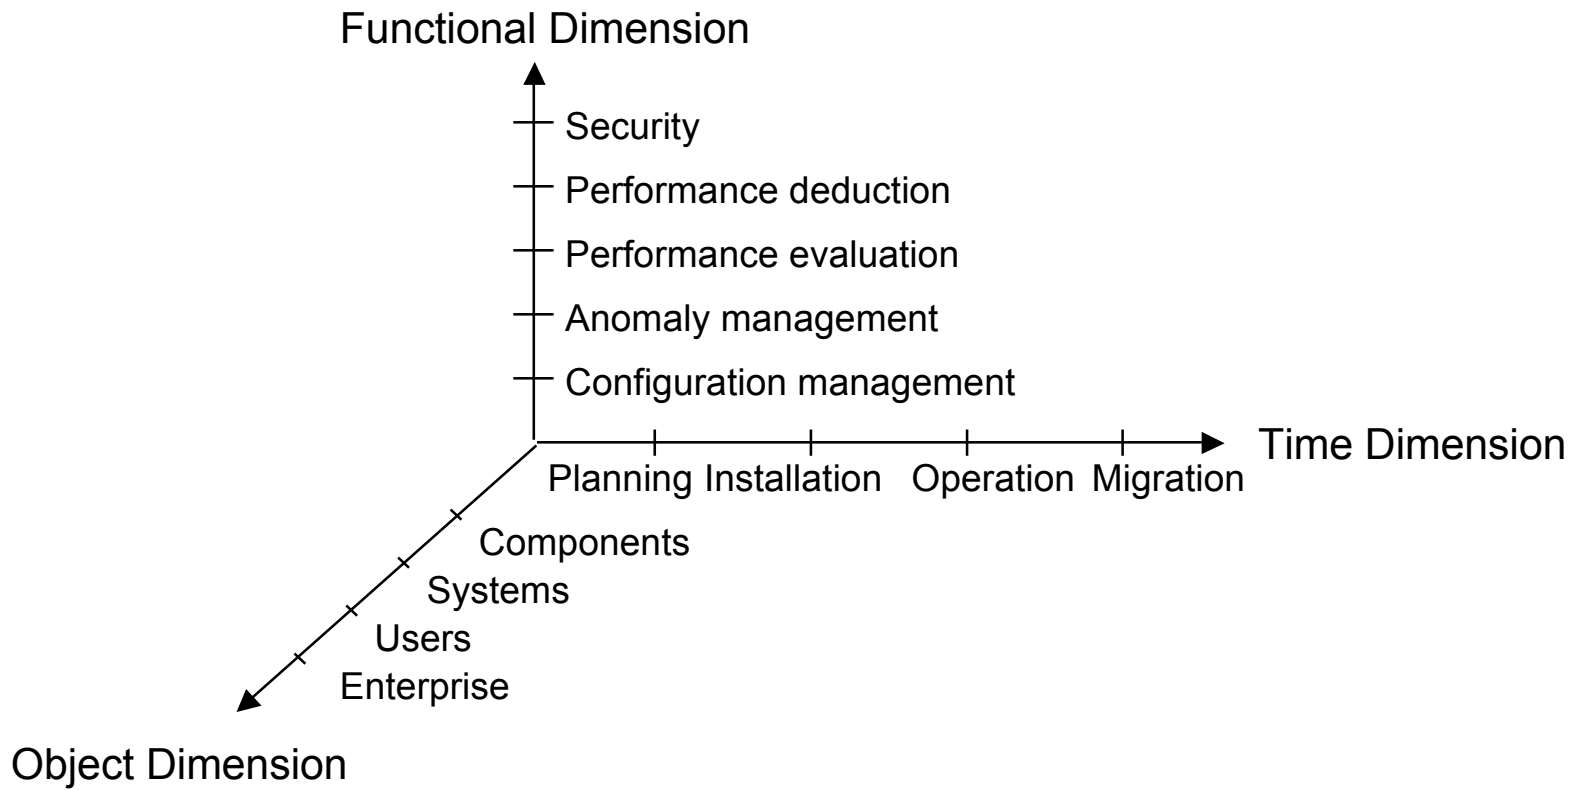 Functional Dimension
Security
Performance deduction
Performance evaluation
Anomaly management
Configuration management
Time Dimension
Planning Installation Operation Migration
Components
Systems
Users
Enterprise
Object Dimension